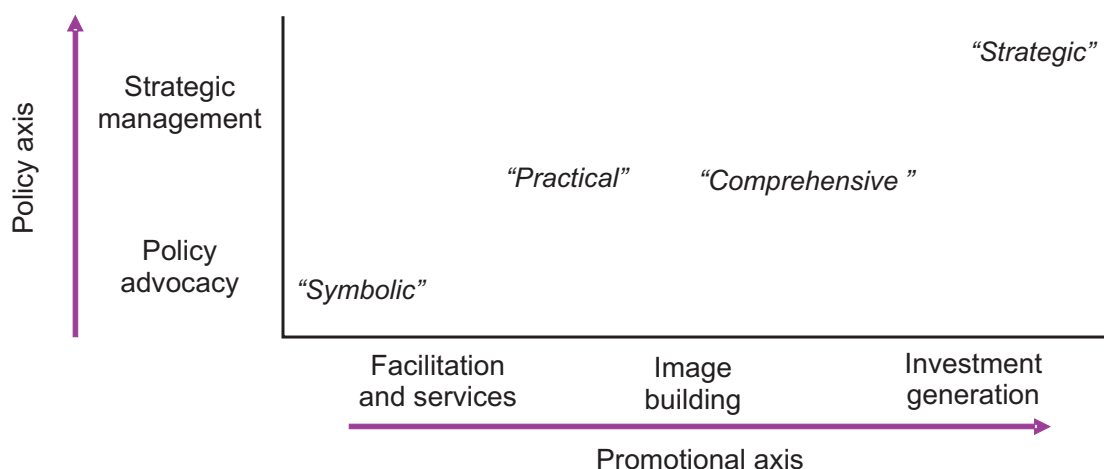 “Strategic”
Strategic
management
Policy axis
“Practical”
“Comprehensive ”
Policy
advocacy
“Symbolic”
Facilitation
and services
Image
building
Investment
generation
Promotional axis